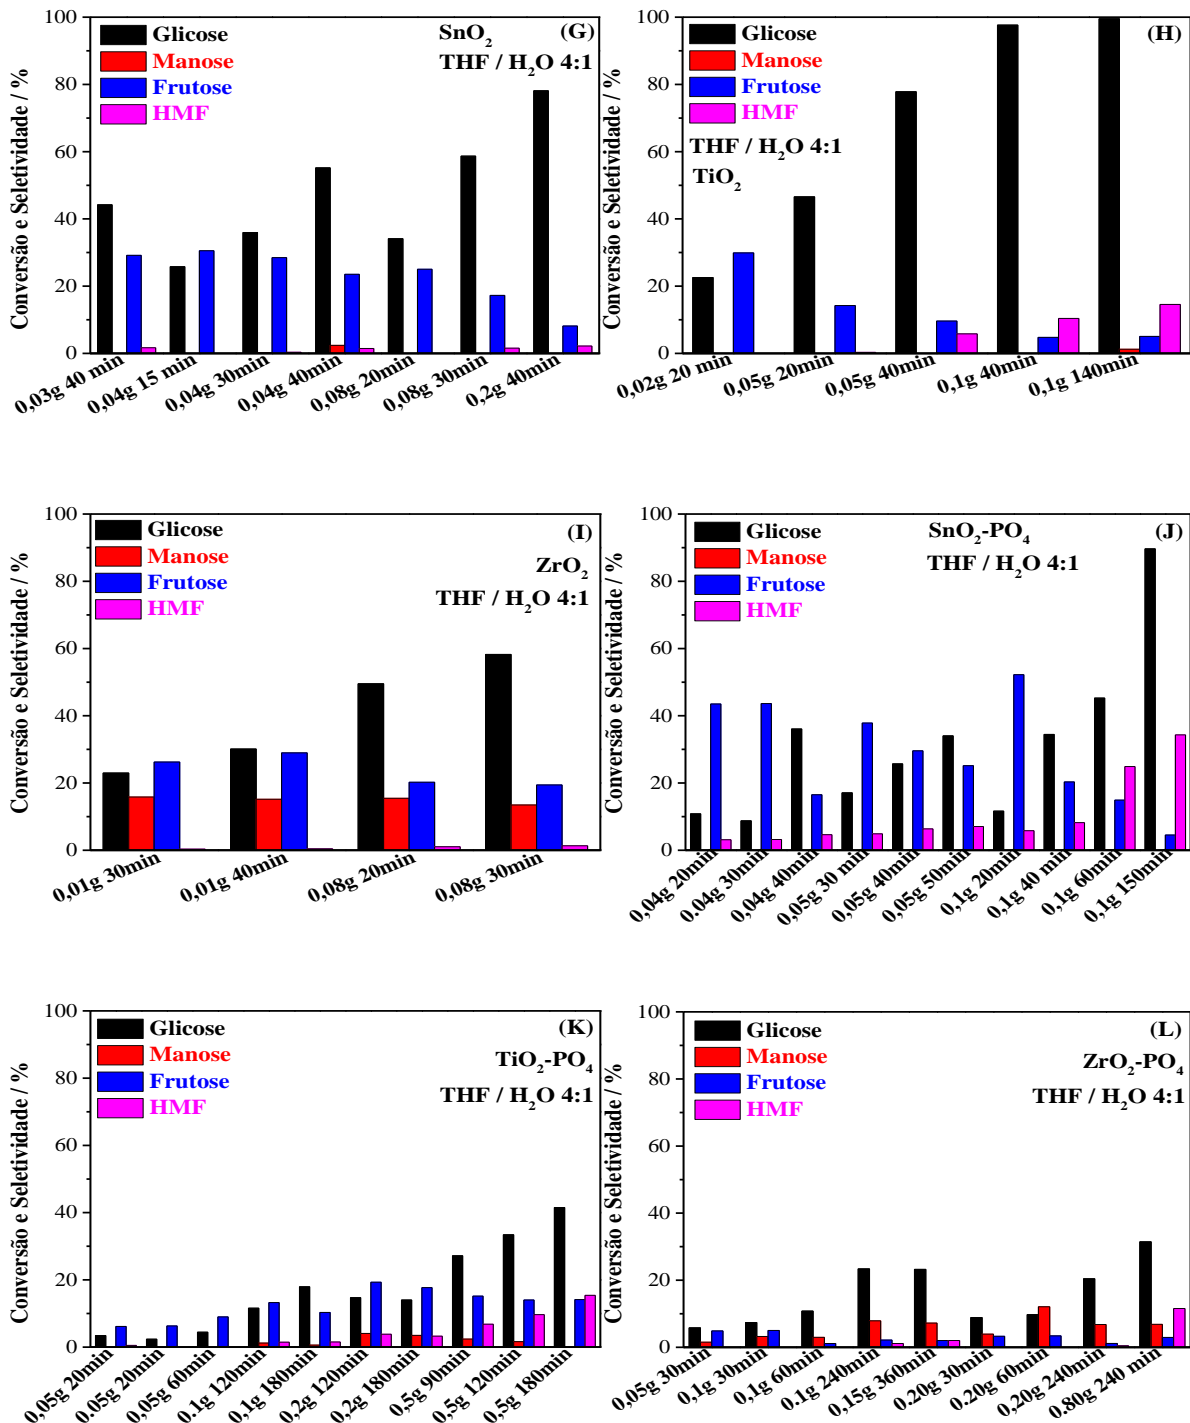 Conversão e Seletividade / %
100
80
60
40
20
0
Glicose
Manose
Frutose
HMF
SnO₂
THF / H₂O 4:1
(G)
0,03g 40 min
0,04g 15 min
0,04g 30min
0,04g 40min
0,08g 20min
0,08g 30min
0,2g 40min
Conversão e Seletividade / %
100
80
60
40
20
0
Glicose
Manose
Frutose
HMF
(H)
THF / H₂O 4:1
TiO₂
0,02g 20 min
0,05g 20min
0,05g 40min
0,1g 40min
0,1g 140min
Conversão e Seletividade / %
100
80
60
40
20
0
Glicose
Manose
Frutose
HMF
(I)
ZrO₂
THF / H₂O 4:1
0,01g 30min
0,01g 40min
0,08g 20min
0,08g 30min
Conversão e Seletividade / %
100
80
60
40
20
0
Glicose
Manose
Frutose
HMF
SnO₂-PO₄
THF / H₂O 4:1
(J)
0,04g 20min
0.04g 30min
0,04g 40min
0,05g 30 min
0,05g 40min
0,05g 50min
0,1g 20min
0,1g 40 min
0,1g 60min
0,1g 150min
Conversão e Seletividade / %
100
80
60
40
20
0
Glicose
Manose
Frutose
HMF
(K)
TiO₂-PO₄
THF / H₂O 4:1
0,05g 20min
0.05g 20min
0,05g 60min
0.1g 120min
0,1g 180min
0,2g 120min
0,2g 180min
0,5g 90min
0,5g 120min
0,5g 180min
Conversão e Seletividade / %
100
80
60
40
20
0
Glicose
Manose
Frutose
HMF
(L)
ZrO₂-PO₄
THF / H₂O 4:1
0,05g 30min
0,1g 30min
0,1g 60min
0.1g 240min
0,15g 360min
0.20g 30min
0.20g 60min
0,20g 240min
0.80g 240 min